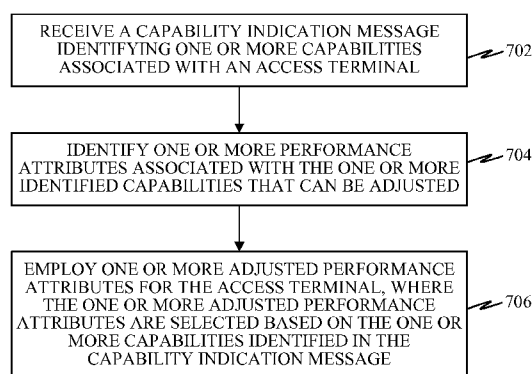 RECEIVE A CAPABILITY INDICATION MESSAGE
IDENTIFYING ONE OR MORE CAPABILITIES
ASSOCIATED WITH AN ACCESS TERMINAL
702
IDENTIFY ONE OR MORE PERFORMANCE
ATTRIBUTES ASSOCIATED WITH THE ONE OR MORE
IDENTIFIED CAPABILITIES THAT CAN BE ADJUSTED
704
EMPLOY ONE OR MORE ADJUSTED PERFORMANCE
ATTRIBUTES FOR THE ACCESS TERMINAL, WHERE
THE ONE OR MORE ADJUSTED PERFORMANCE
ATTRIBUTES ARE SELECTED BASED ON THE ONE OR
MORE CAPABILITIES IDENTIFIED IN THE
CAPABILITY INDICATION MESSAGE
706